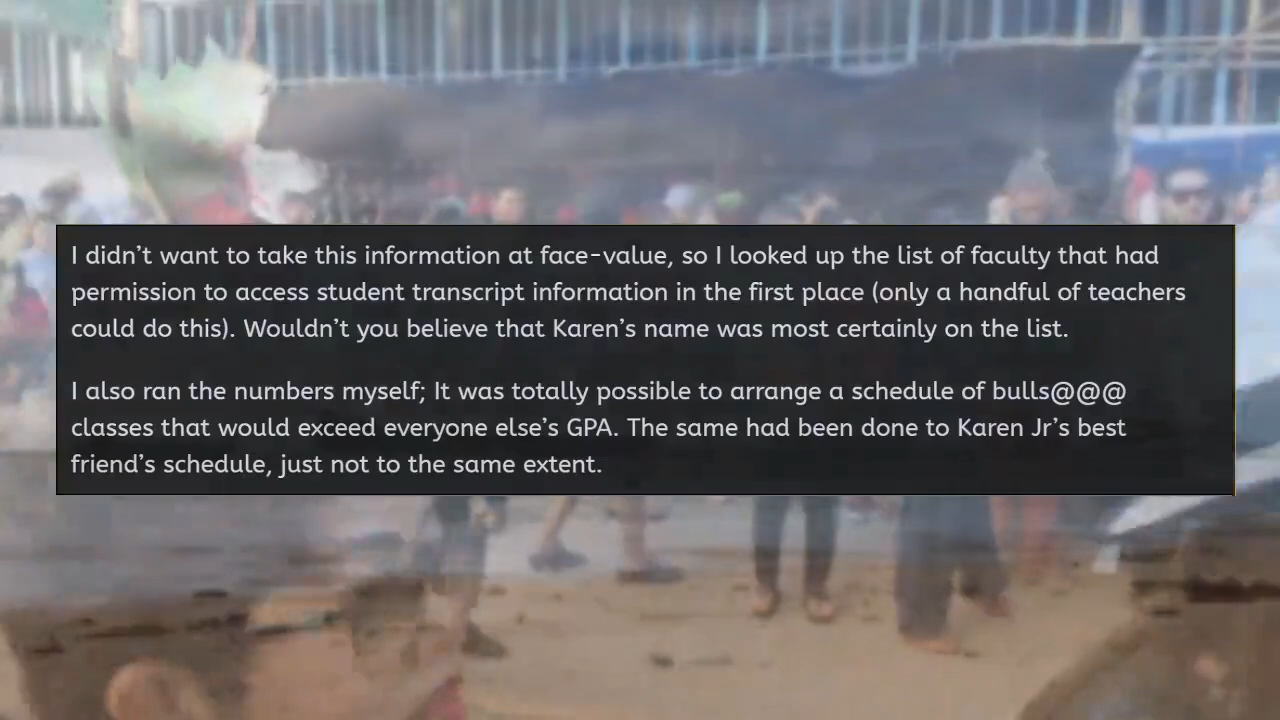 I didn’t want to take this information at face-value, so I looked up the list of faculty that had
permission to access student transcript information in the first place (only a handful of teachers
could do this). Wouldn’t you believe that Karen’s name was most certainly on the list.
I also ran the numbers myself; It was totally possible to arrange a schedule of bulls@@@
classes that would exceed everyone else’s GPA. The same had been done to Karen Jr’s best
friend’s schedule, just not to the same extent.